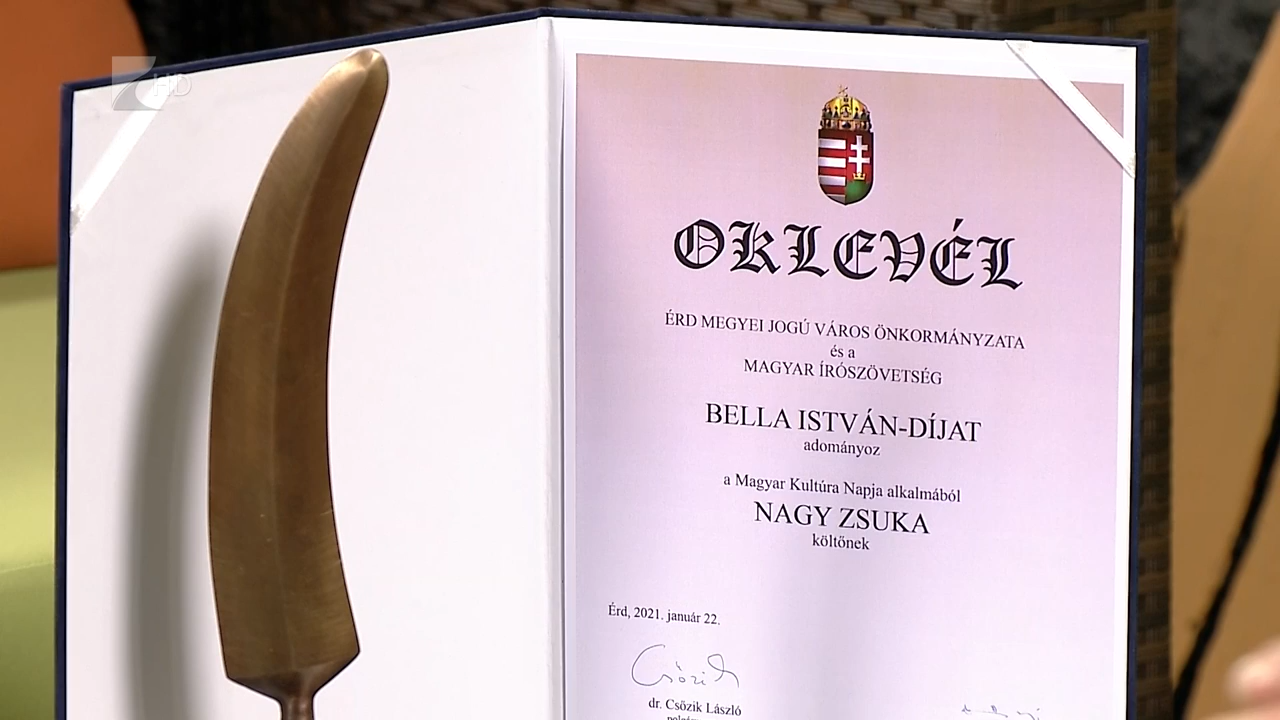 HD
OKLEVÉL
ÉRD MEGYEI JOGÚ VÁROS ÖNKORMÁNYZATA
és a
MAGYAR ÍRÓSZÖVETSÉG
BELLA ISTVÁN-DÍJAT
adományoz
a Magyar Kultúra Napja alkalmából
NAGY ZSUKA
költőnek
Érd, 2021. január 22.
dr. Csőzik László